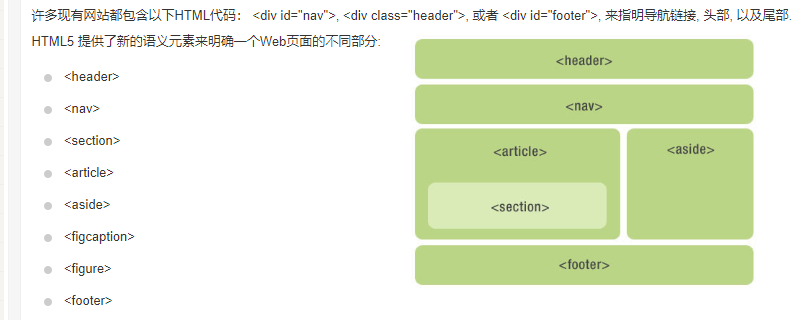 许多现有网站都包含以下HTML代码： <div id="nav">, <div class="header">, 或者 <div id="footer">, 来指明导航链接, 头部, 以及尾部.
HTML5 提供了新的语义元素来明确一个Web页面的不同部分:
<header>
<nav>
<section>
<article>
<aside>
<figcaption>
<figure>
<footer>
<header>
<nav>
<article>
<aside>
<section>
<footer>